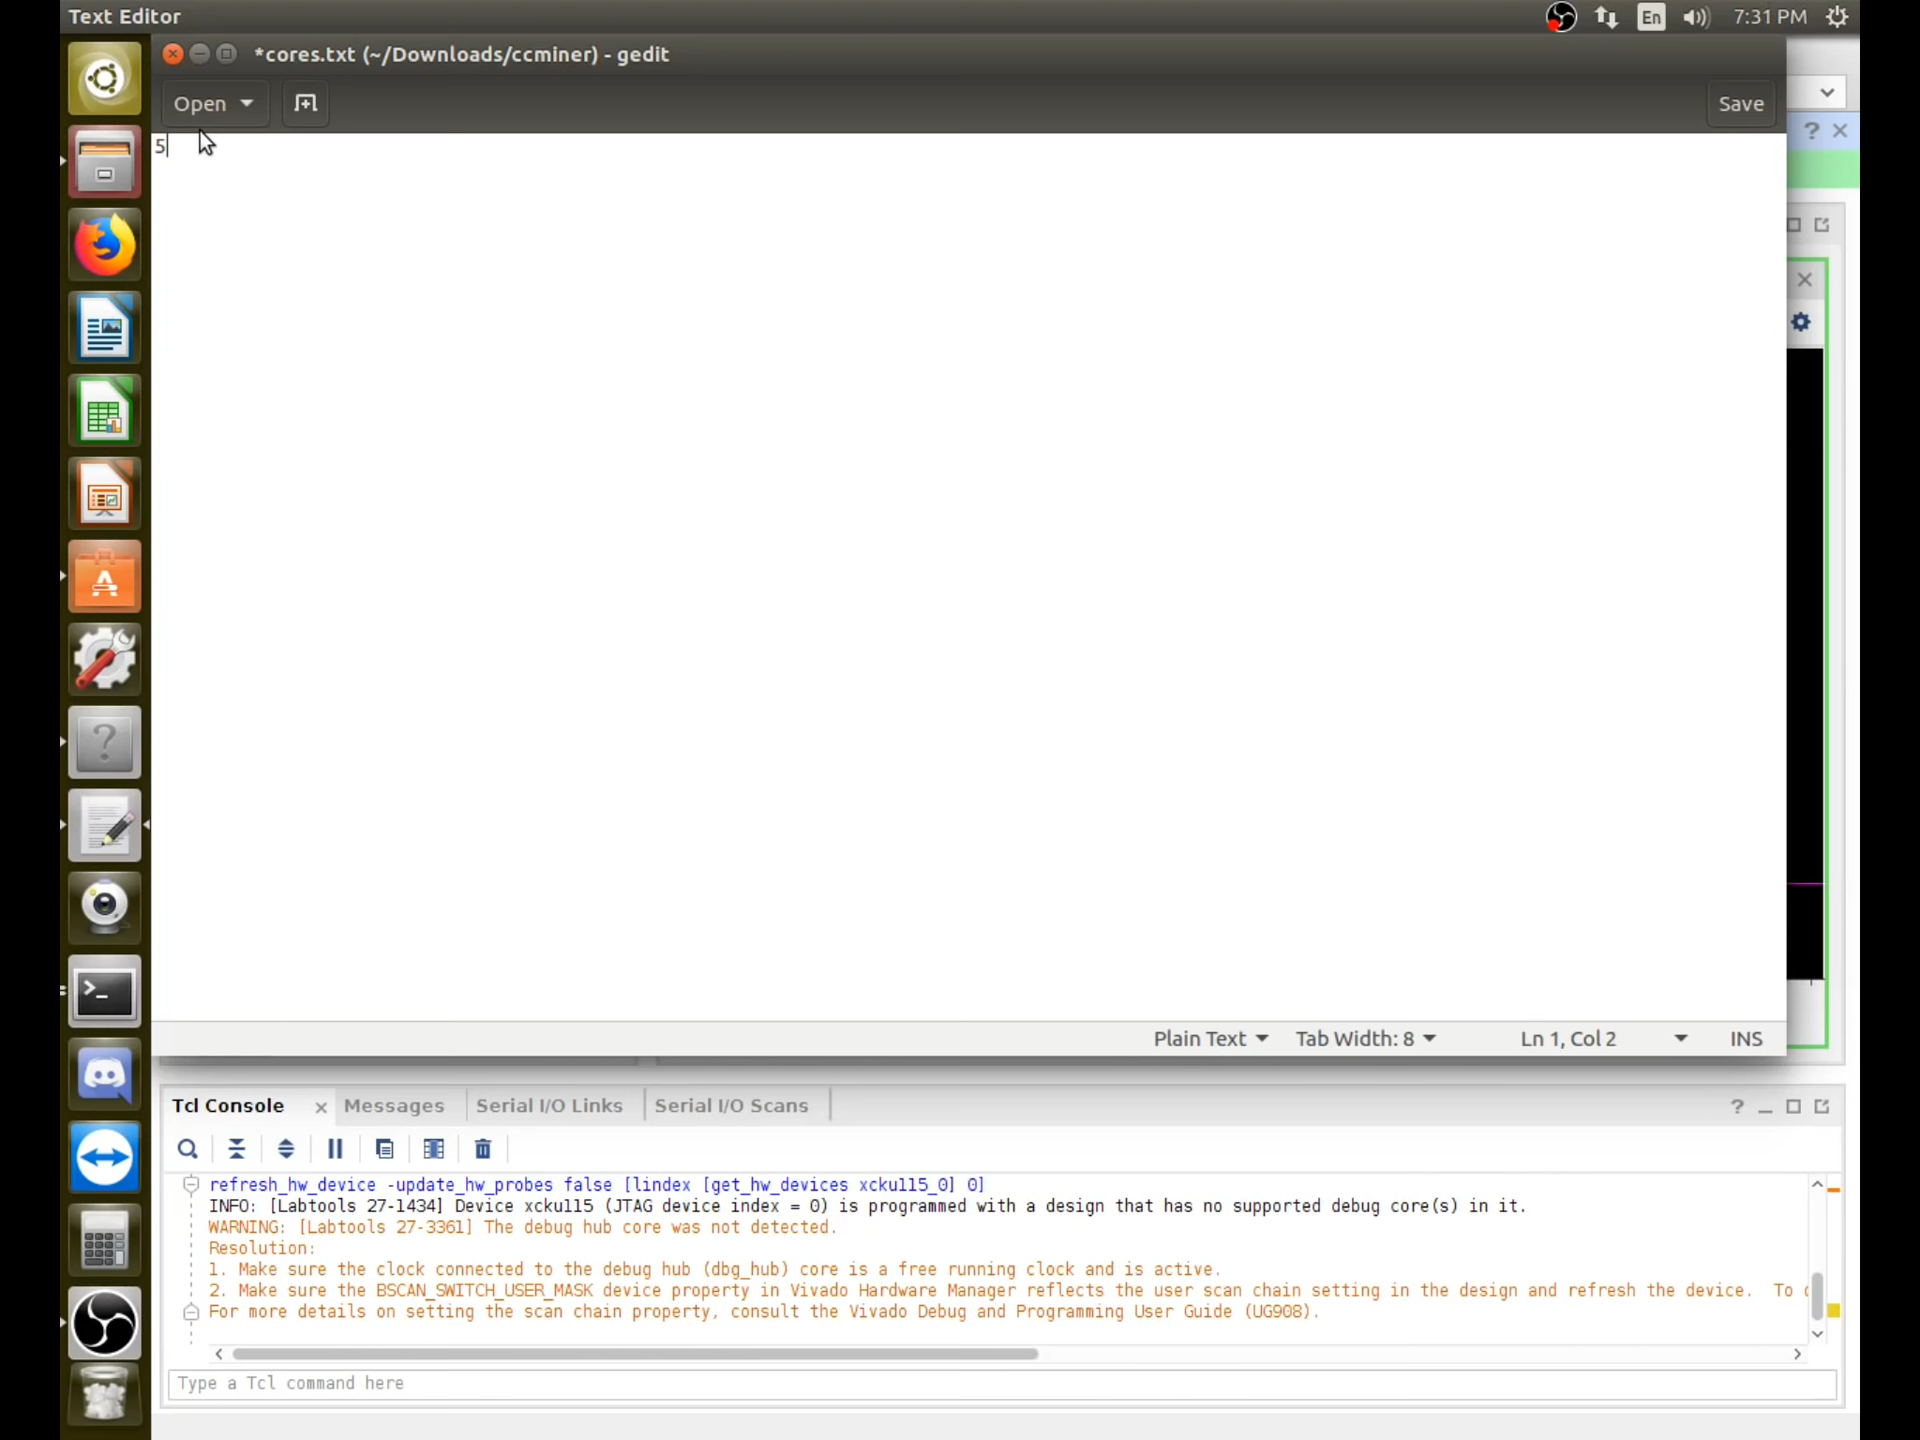 Text Editor
En
7:31 PM
*cores.txt (~/Downloads/ccminer) - gedit
Open
Save
5
Plain Text
Tab Width: 8
Ln 1, Col 2
INS
Tcl Console
Messages
Serial I/O Links
Serial I/O Scans
refresh_hw_device -update_hw_probes false [lindex [get_hw_devices xcku115_0] 0]
INFO: [Labtools 27-1434] Device xcku115 (JTAG device index = 0) is programmed with a design that has no supported debug core(s) in it.
WARNING: [Labtools 27-3361] The debug hub core was not detected.
Resolution:
1. Make sure the clock connected to the debug hub (dbg_hub) core is a free running clock and is active.
2. Make sure the BSCAN_SWITCH_USER_MASK device property in Vivado Hardware Manager reflects the user scan chain setting in the design and refresh the device. To
For more details on setting the scan chain property, consult the Vivado Debug and Programming User Guide (UG908).
Type a Tcl command here